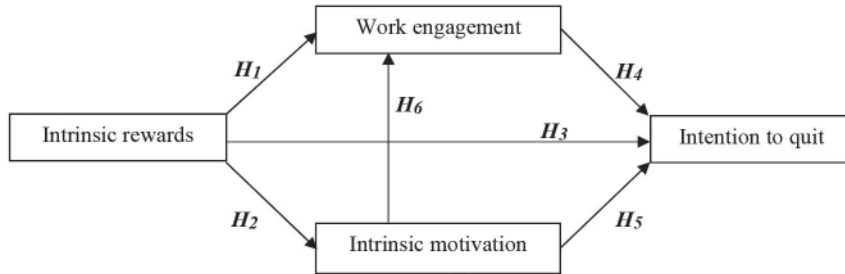 Work engagement
H1
H4
H6
Intrinsic rewards
H3
Intention to quit
H2
H5
Intrinsic motivation